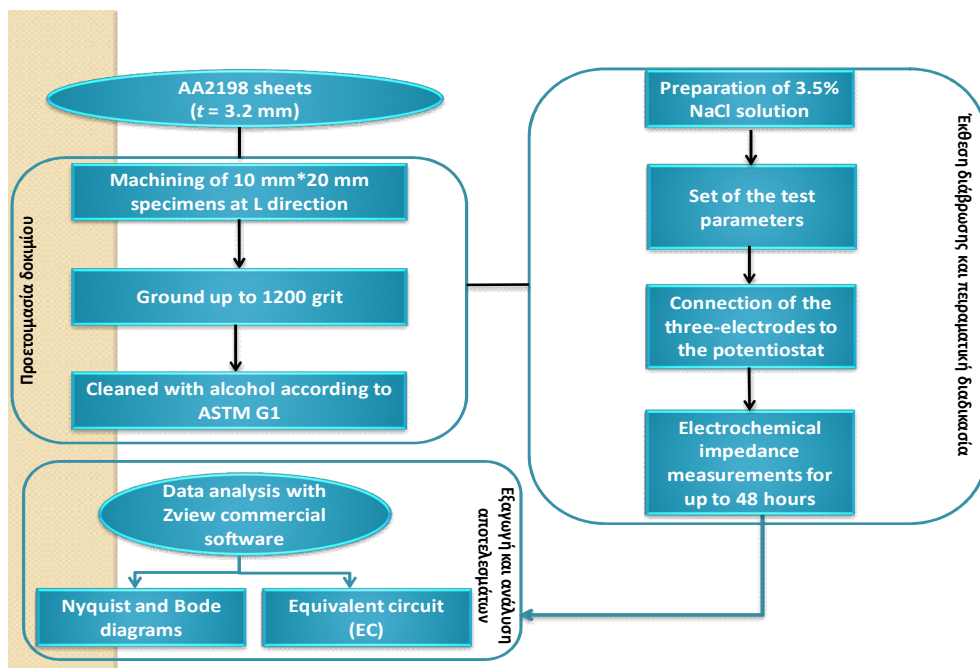 AA2198 sheets
(t = 3.2 mm)
Προετοιμασία δοκιμίου
Machining of 10 mm*20 mm
specimens at L direction
Ground up to 1200 grit
Cleaned with alcohol according to
ASTM G1
Preparation of 3.5%
NaCl solution
Set of the test
parameters
Connection of the
three-electrodes to
the potentiostat
Electrochemical
impedance
measurements for
up to 48 hours
Έκθεση διάβρωσης και πειραματική διαδικασία
Data analysis with
Zview commercial
software
Nyquist and Bode
diagrams
Equivalent circuit
(EC)
Εξαγωγή και ανάλυση
αποτελεσμάτων